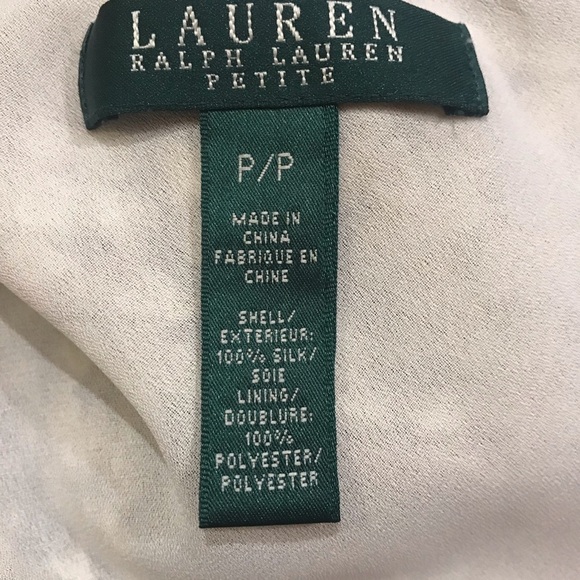 LAUREN
RALPH LAUREN
PETITE
P/P
MADE IN
CHINA
FABRIQUE EN
CHINE
SHELL/
EXTERIEUR:
100% SILK/
SOIE
LINING/
DOUBLURE:
100%
POLYESTER/
POLYESTER